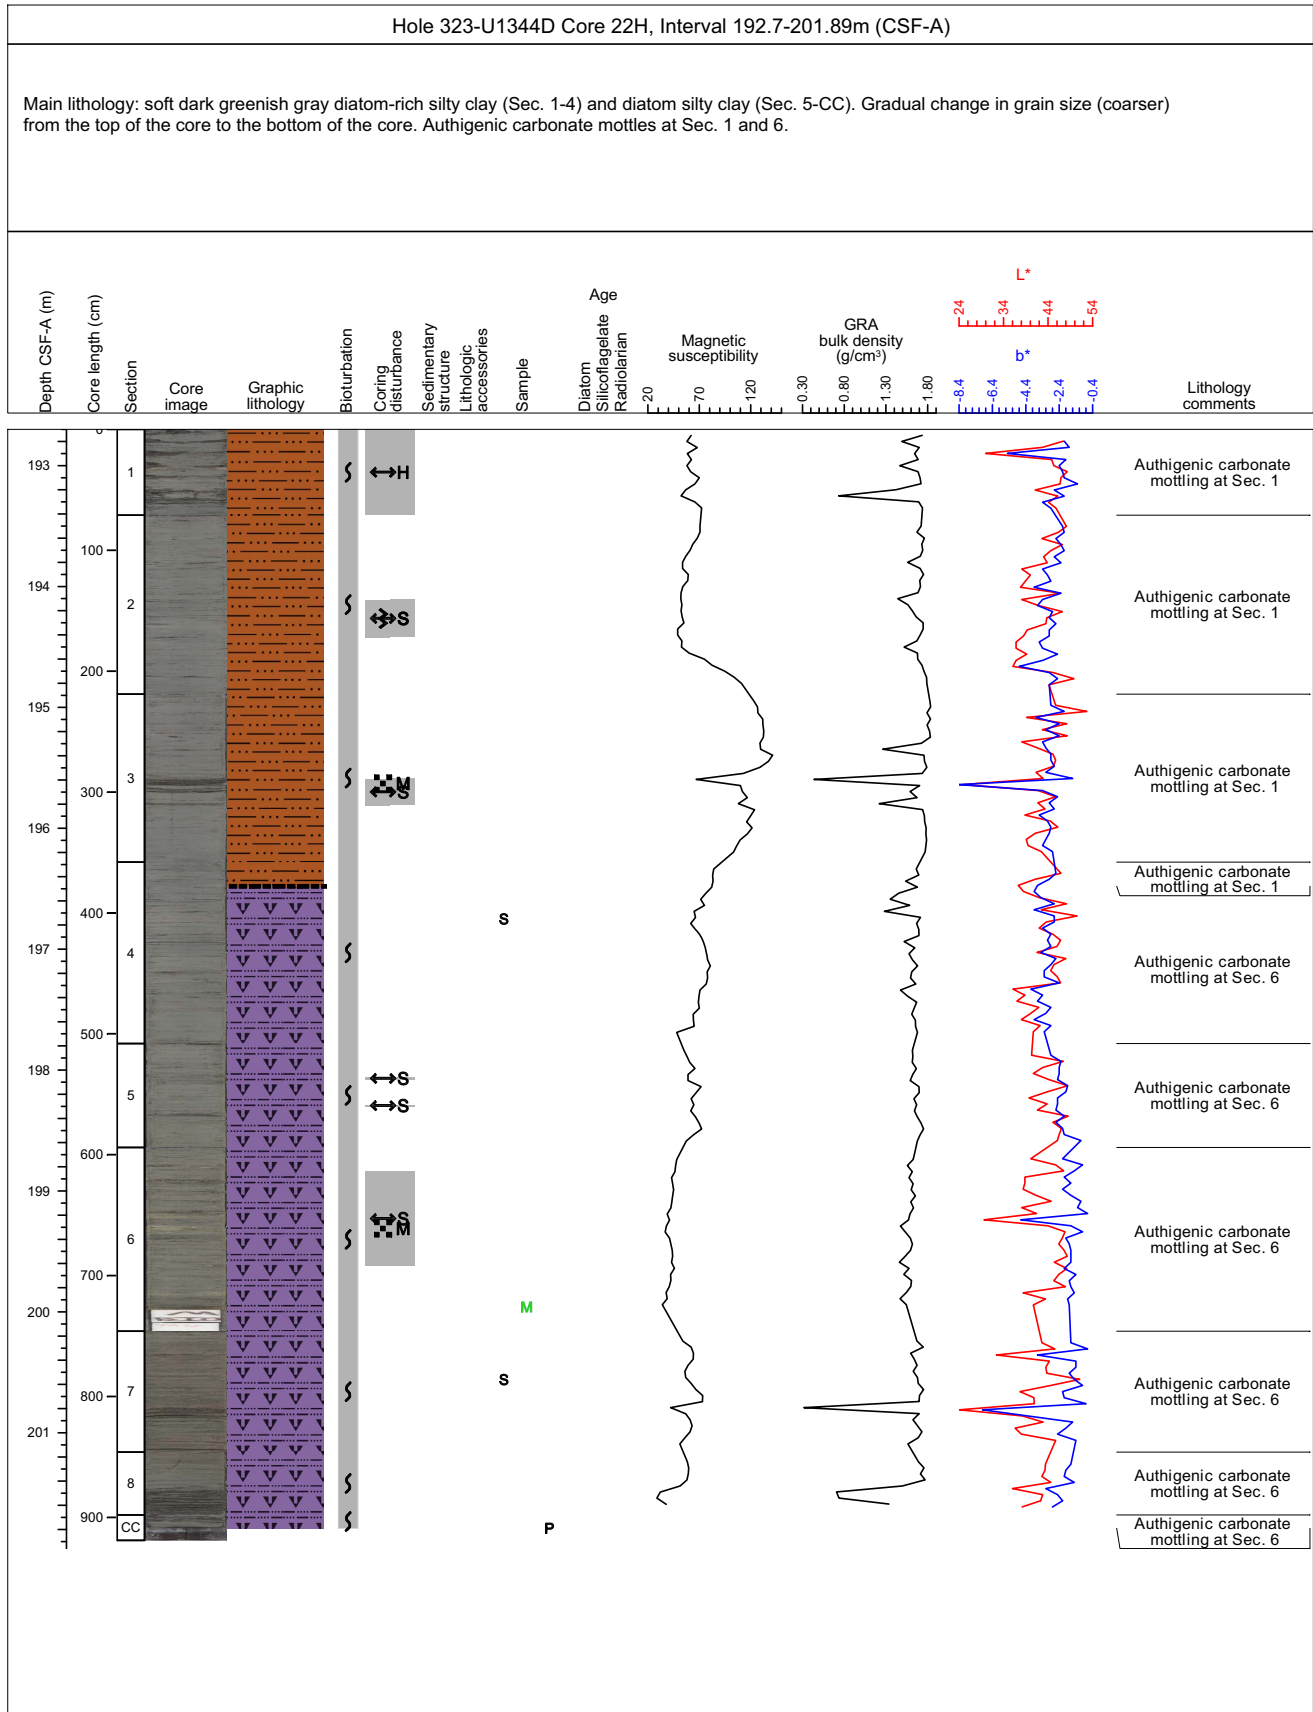 Hole 323-U1344D Core 22H, Interval 192.7-201.89m (CSF-A)
Main lithology: soft dark greenish gray diatom-rich silty clay (Sec. 1-4) and diatom silty clay (Sec. 5-CC). Gradual change in grain size (coarser)
from the top of the core to the bottom of the core. Authigenic carbonate mottles at Sec. 1 and 6.
Depth CSF-A (m)
Core length (cm)
Section
Core
image
Graphic
lithology
Bioturbation
Coring
disturbance
Sedimentary
structure
Lithologic
accessories
Sample
Age
Diatom
Silicoflagelate
Radiolarian
Magnetic
susceptibility
20 70 120
GRA
bulk density
(g/cm³)
0.30 0.80 1.30 1.80
L*
24 34 44 54
b*
-8.4 -6.4 -4.4 -2.4 -0.4
Lithology
comments
193
194
195
196
197
198
199
200
201
0
100
200
300
400
500
600
700
800
900
1
2
3
4
5
6
7
8
CC
H
S
M
S
S
S
S
M
S
M
S
P
Authigenic carbonate
mottling at Sec. 1
Authigenic carbonate
mottling at Sec. 1
Authigenic carbonate
mottling at Sec. 1
Authigenic carbonate
mottling at Sec. 1
Authigenic carbonate
mottling at Sec. 6
Authigenic carbonate
mottling at Sec. 6
Authigenic carbonate
mottling at Sec. 6
Authigenic carbonate
mottling at Sec. 6
Authigenic carbonate
mottling at Sec. 6
Authigenic carbonate
mottling at Sec. 6